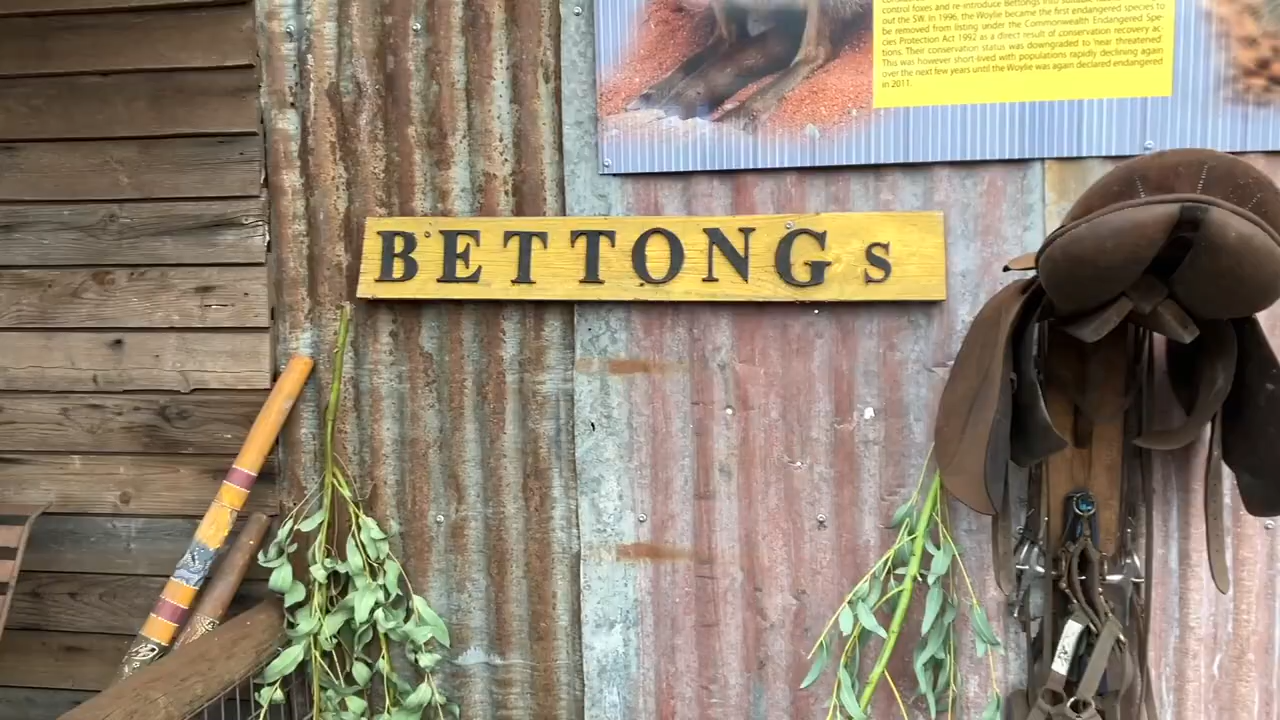 control foxes and re-introduce Bettongs into
out the SW. In 1996, the Woylie became the first endangered species to
be removed from listing under the Commonwealth Endangered Spe-
cies Protection Act 1992 as a direct result of conservation recovery ac-
tions. Their conservation status was downgraded to 'near threatened'.
This was however short-lived with populations rapidly declining again
over the next few years until the Woylie was again declared endangered
in 2011.
BETTONG s